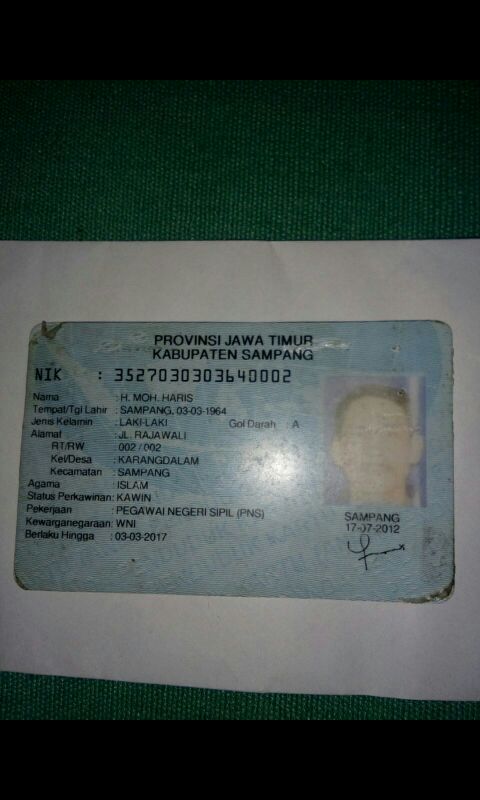 PROVINSI JAWA TIMUR
KABUPATEN SAMPANG
NIK : 3527030303640002
Nama : H. MOH. HARIS
Tempat/Tgl Lahir : SAMPANG, 03-03-1964
Jenis Kelamin : LAKI-LAKI Gol Darah : A
Alamat : JL. RAJAWALI
RT/RW : 002 / 002
Kel/Desa : KARANGDALAM
Kecamatan : SAMPANG
Agama : ISLAM
Status Perkawinan: KAWIN
Pekerjaan : PEGAWAI NEGERI SIPIL (PNS)
Kewarganegaraan: WNI
Berlaku Hingga : 03-03-2017
SAMPANG
17-07-2012